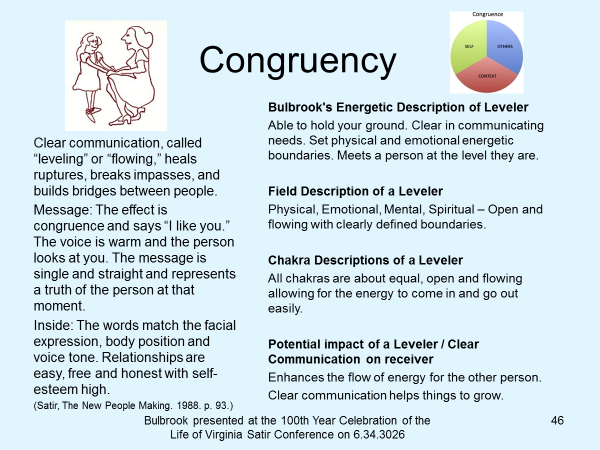 Congruency
Congruence
SELF
OTHERS
CONTEXT
Clear communication, called
“leveling” or “flowing,” heals
ruptures, breaks impasses, and
builds bridges between people.
Message: The effect is
congruence and says “I like you.”
The voice is warm and the person
looks at you. The message is
single and straight and represents
a truth of the person at that
moment.
Inside: The words match the facial
expression, body position and
voice tone. Relationships are
easy, free and honest with self-
esteem high.
(Satir, The New People Making. 1988. p. 93.)
Bulbrook's Energetic Description of Leveler
Able to hold your ground. Clear in communicating
needs. Set physical and emotional energetic
boundaries. Meets a person at the level they are.
Field Description of a Leveler
Physical, Emotional, Mental, Spiritual – Open and
flowing with clearly defined boundaries.
Chakra Descriptions of a Leveler
All chakras are about equal, open and flowing
allowing for the energy to come in and go out
easily.
Potential impact of a Leveler / Clear
Communication on receiver
Enhances the flow of energy for the other person.
Clear communication helps things to grow.
Bulbrook presented at the 100th Year Celebration of the
Life of Virginia Satir Conference on 6.34.3026
46